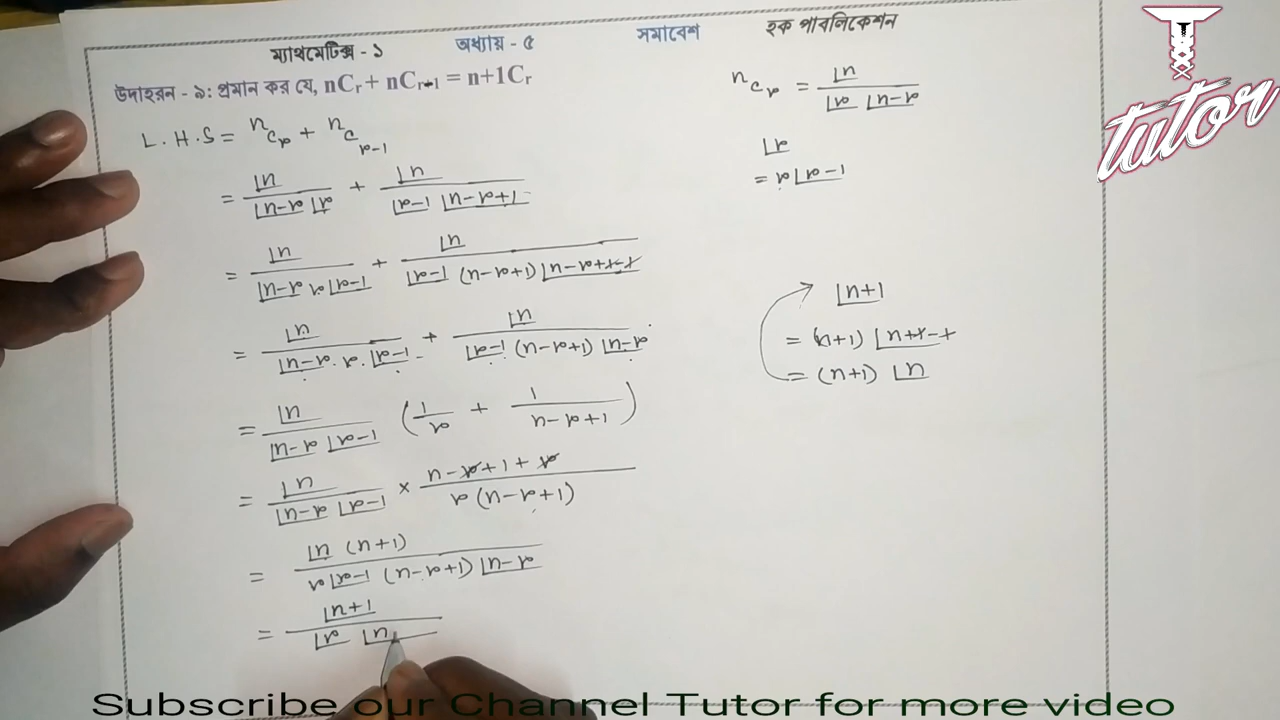 ম্যাথমেটিক্স - ১ অধ্যায় - ৫ সমাবেশ হক পাবলিকেশন
উদাহরন - ৯: প্রমান কর যে, nCr + nCr-1 = n+1Cr
L.H.S = nCr + nCr-1
= ⌊n / ⌊n-r ⌊r + ⌊n / ⌊r-1 ⌊n-r+1
= ⌊n / ⌊n-r r⌊r-1 + ⌊n / ⌊r-1 (n-r+1) ⌊n-r+1-1
= ⌊n / ⌊n-r . r . ⌊r-1 + ⌊n / ⌊r-1 (n-r+1) ⌊n-r
= ⌊n / ⌊n-r ⌊r-1 (1/r + 1/n-r+1)
= ⌊n / ⌊n-r ⌊r-1 × n-r+1+r / r(n-r+1)
= ⌊n (n+1) / r⌊r-1 (n-r+1) ⌊n-r
= ⌊n+1 / ⌊r ⌊n
nCr = ⌊n / ⌊r ⌊n-r
⌊r
= r⌊r-1
⌊n+1
= (n+1) ⌊n+1-1
= (n+1) ⌊n
T
tutor
Subscribe our Channel Tutor for more video